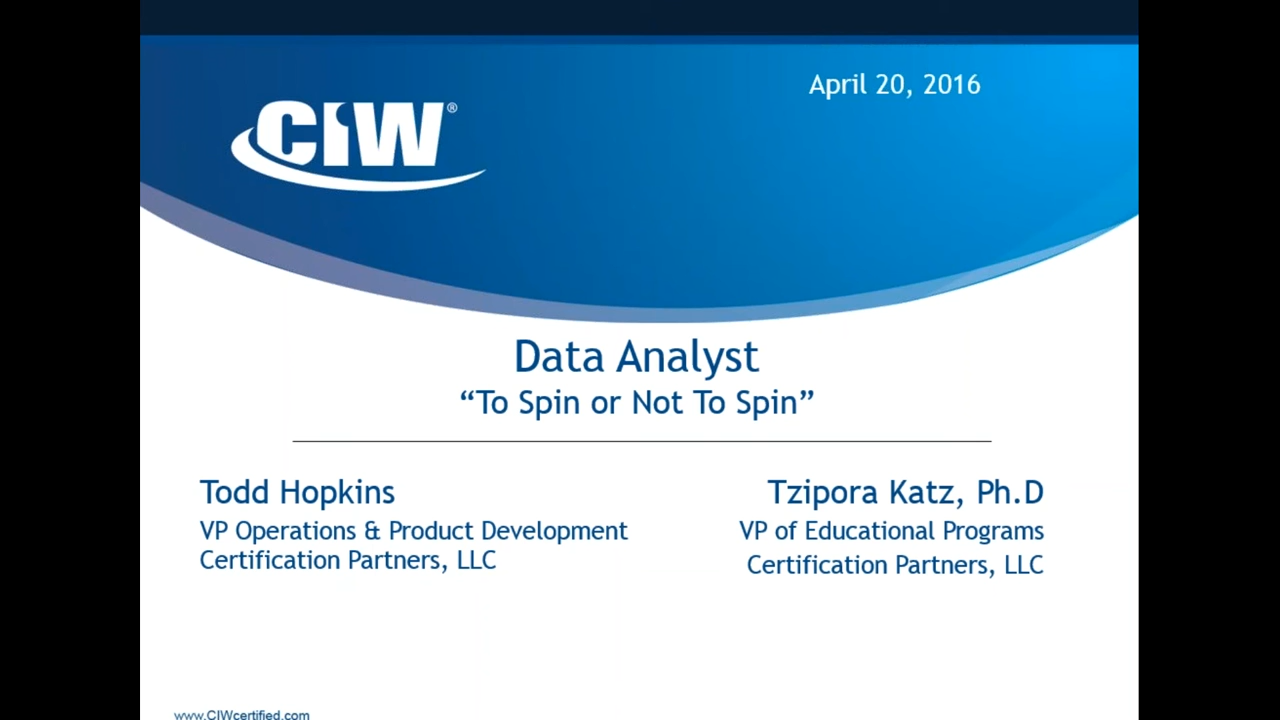 April 20, 2016
CIW®
Data Analyst
“To Spin or Not To Spin”
Todd Hopkins
VP Operations & Product Development
Certification Partners, LLC
Tzipora Katz, Ph.D
VP of Educational Programs
Certification Partners, LLC
www.CIWcertified.com